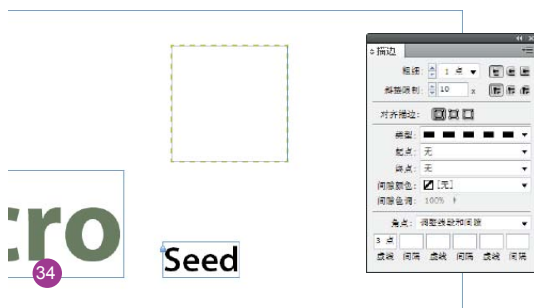 描边
粗细: 1 点
斜接限制: 10 x
对齐描边:
类型:
起点: 无
终点: 无
间隙颜色: [无]
间隙色调: 100%
角点: 调整线段和间隙
3 点
虚线 间隔 虚线 间隔 虚线 间隔
cro
34
Seed